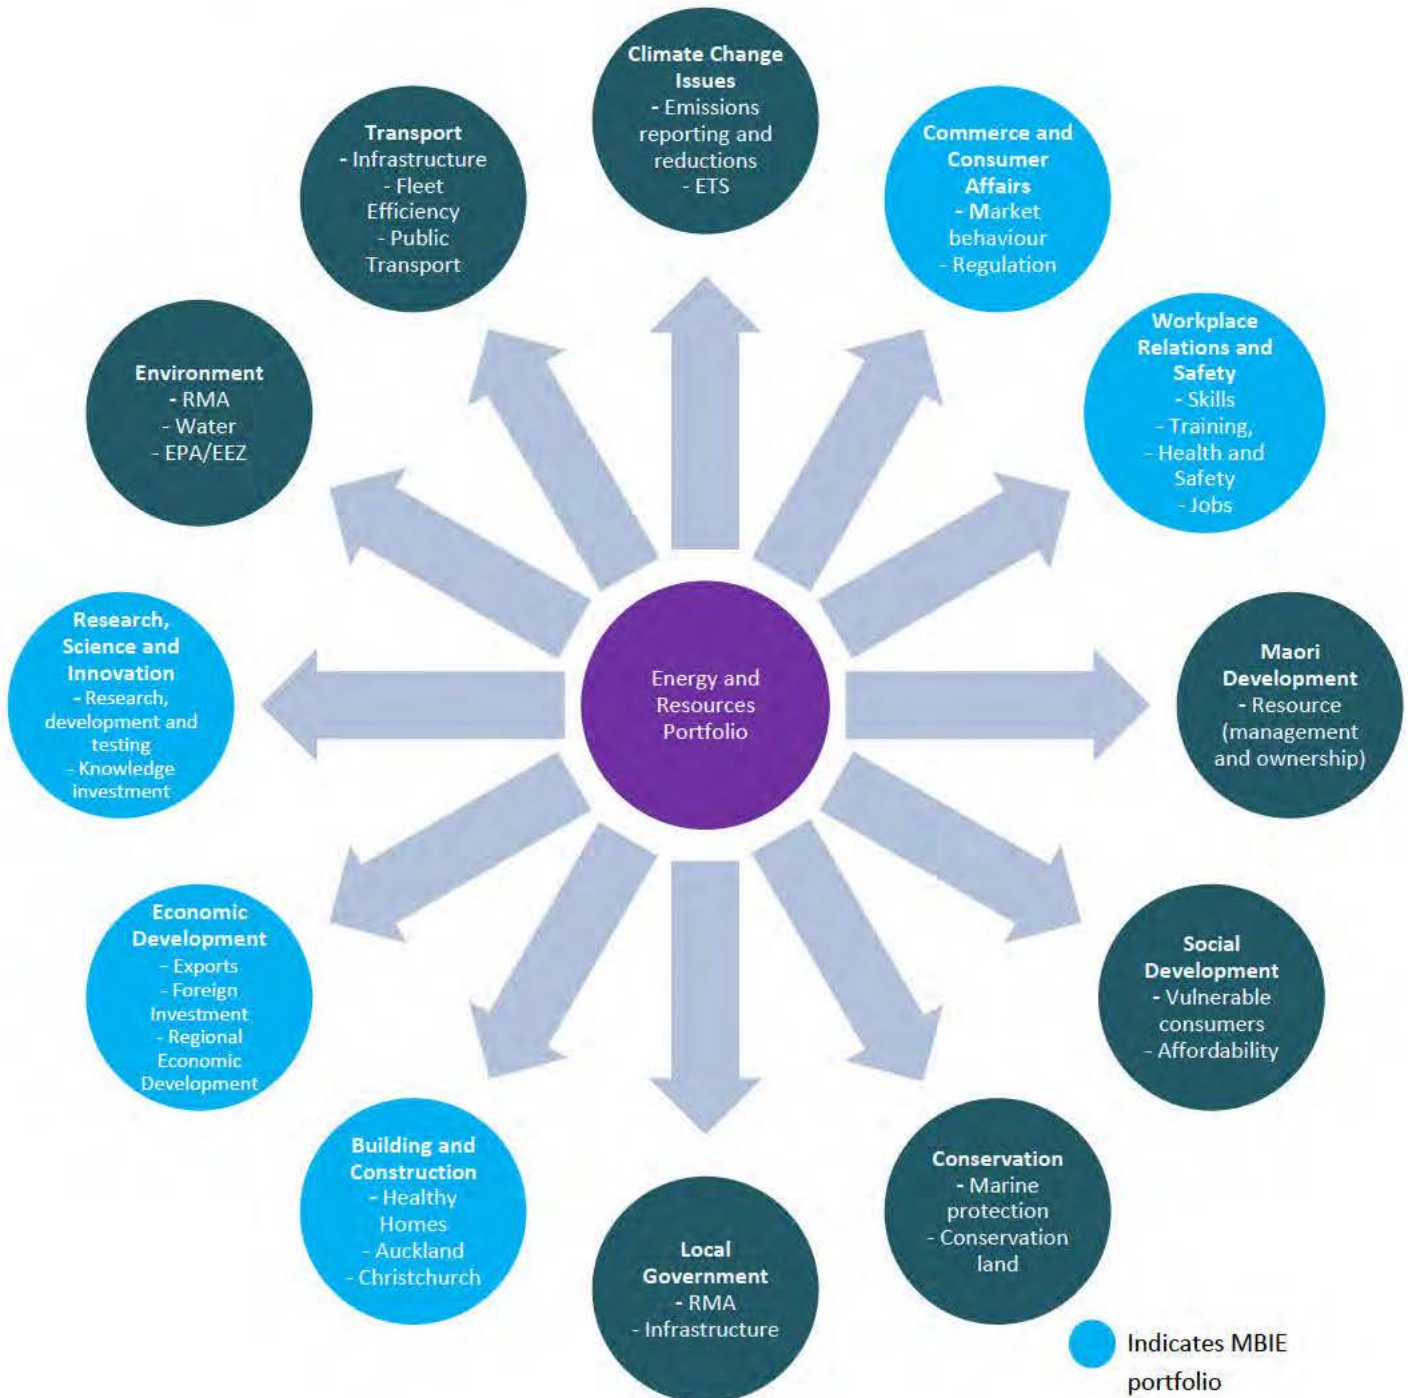 Climate Change
Issues
- Emissions
reporting and
reductions
- ETS
Commerce and
Consumer
Affairs
- Market
behaviour
- Regulation
Workplace
Relations and
Safety
- Skills
- Training,
- Health and
Safety
- Jobs
Maori
Development
- Resource
(management
and ownership)
Social
Development
- Vulnerable
consumers
- Affordability
Conservation
- Marine
protection
- Conservation
land
Local
Government
- RMA
- Infrastructure
Building and
Construction
- Healthy
Homes
- Auckland
- Christchurch
Economic
Development
- Exports
- Foreign
Investment
- Regional
Economic
Development
Research,
Science and
Innovation
- Research,
development and
testing
- Knowledge
investment
Environment
- RMA
- Water
- EPA/EEZ
Transport
- Infrastructure
- Fleet
Efficiency
- Public
Transport
Energy and
Resources
Portfolio
Indicates MBIE
portfolio